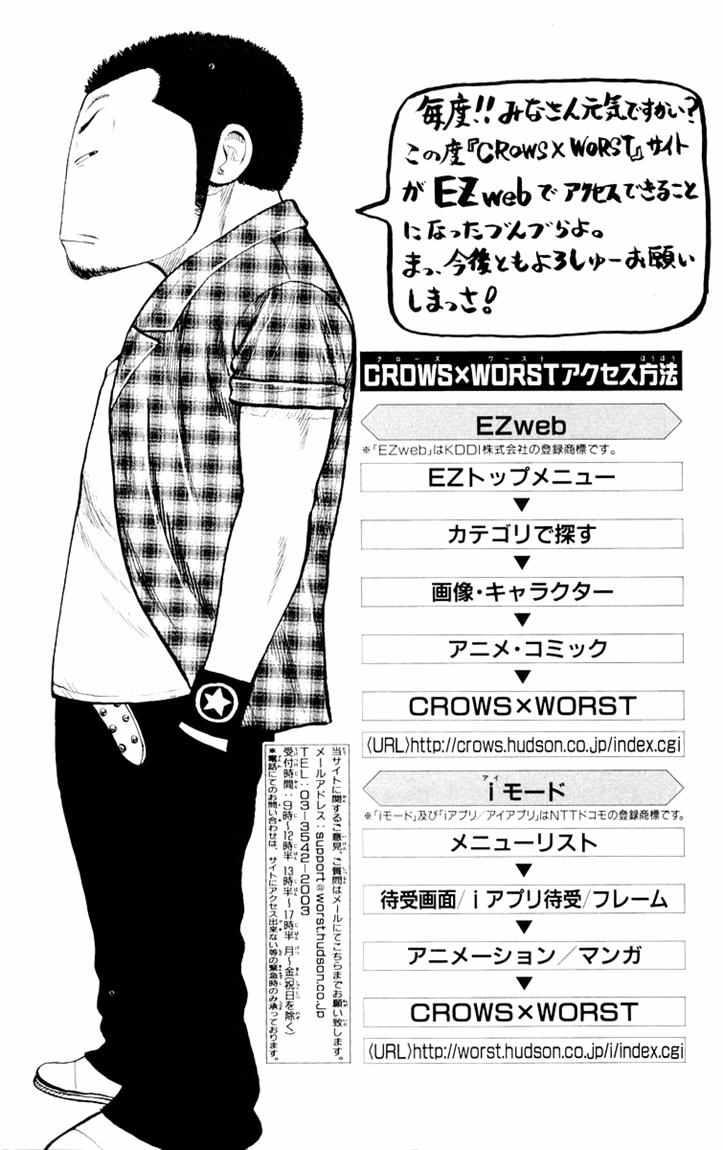 毎度!! みなさん元気ですかい?
この度『CROWS×WORST』サイト
が EZweb でアクセスできること
になったづんづらよ。
まっ、今後ともよろしゅーお願い
しまっさ!
CROWS×WORSTアクセス方法
EZweb
※「EZweb」はKDDI株式会社の登録商標です。
EZトップメニュー
▼
カテゴリで探す
▼
画像・キャラクター
▼
アニメ・コミック
▼
CROWS×WORST
〈URL〉http://crows.hudson.co.jp/index.cgi
iモード
※「iモード」及び「iアプリ/アイアプリ」はNTTドコモの登録商標です。
メニューリスト
▼
待受画面/iアプリ待受/フレーム
▼
アニメーション/マンガ
▼
CROWS×WORST
〈URL〉http://worst.hudson.co.jp/i/index.cgi
当サイトに関するご意見、ご質問はメールにてこちらまでお願い致します。
メールアドレス:support@worst.hudson.co.jp
TEL:03-3542-2003
受付時間:9時~12時半 13時半~17時半 月~金(祝日を除く)
※電話にてのお問い合わせは、サイトにアクセス出来ない等の緊急時のみ承っております。